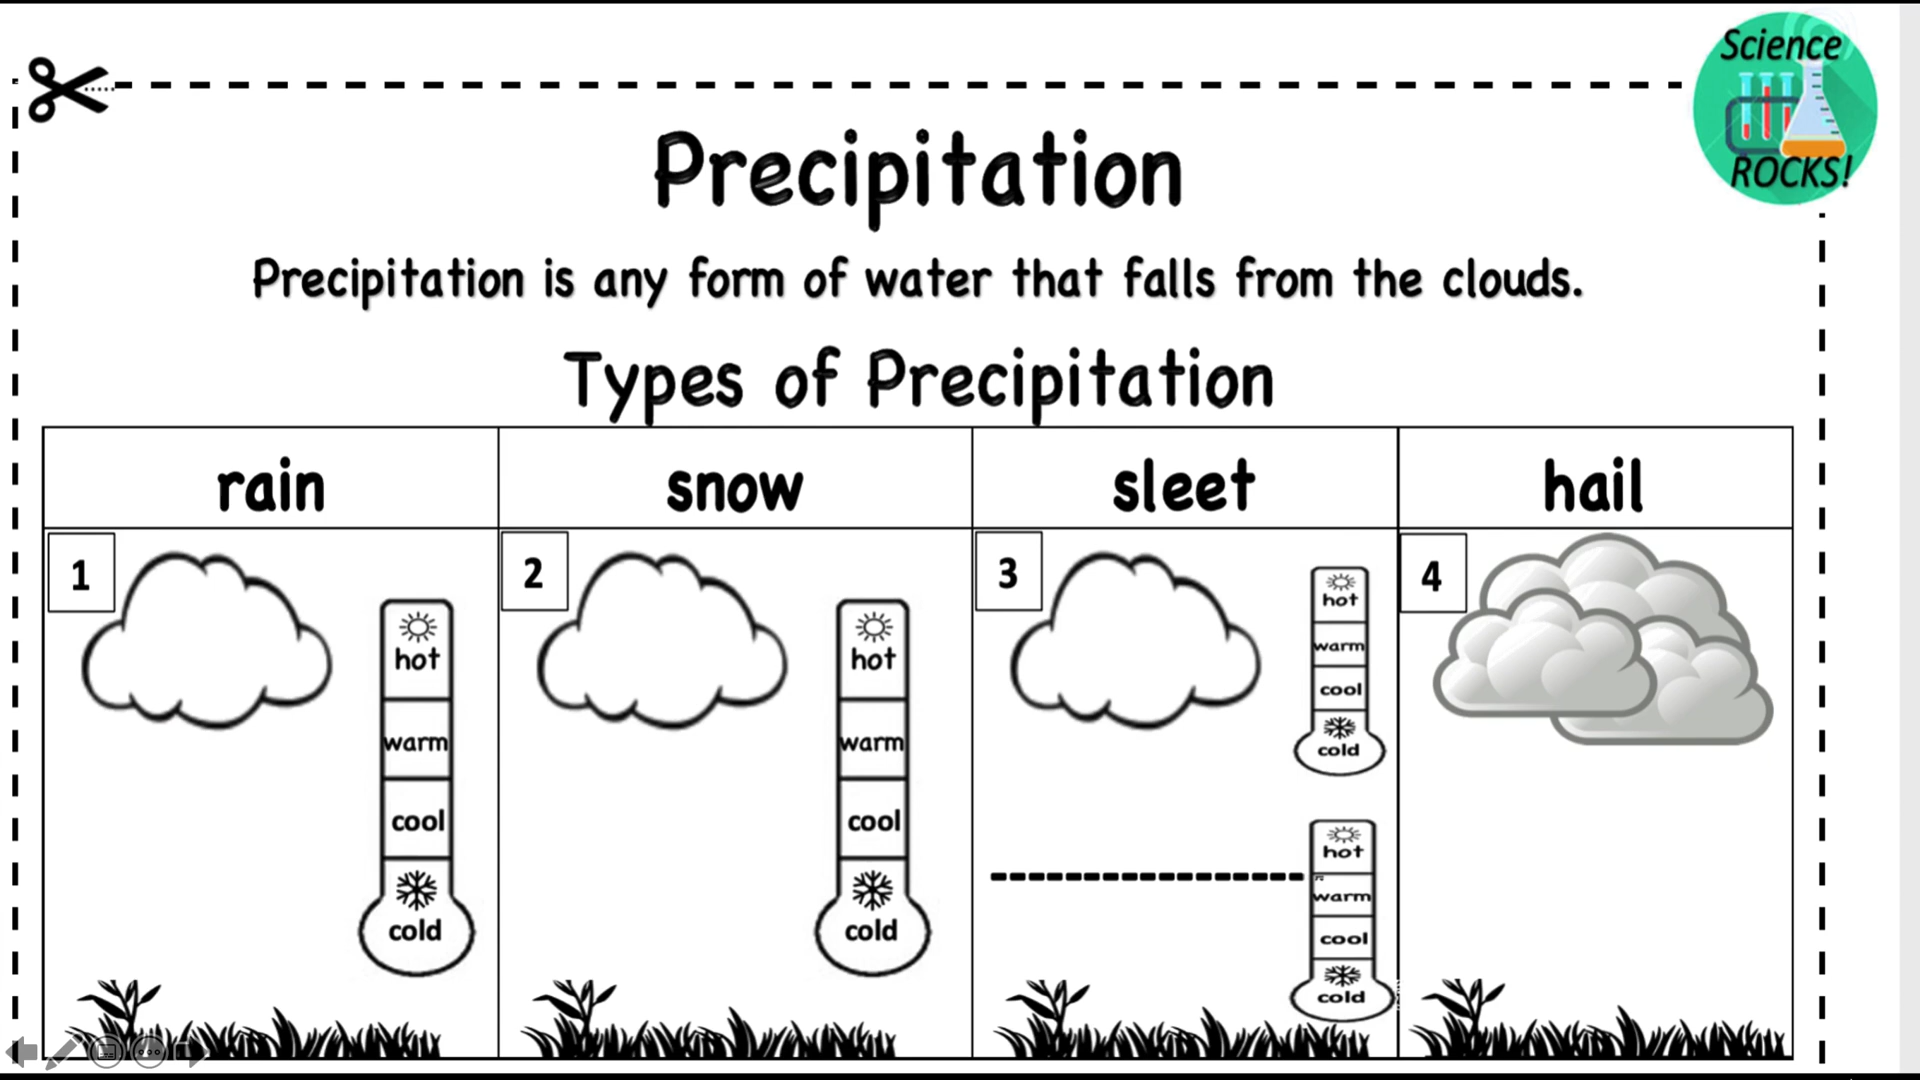 Science
ROCKS!
Precipitation
Precipitation is any form of water that falls from the clouds.
Types of Precipitation
rain snow sleet hail
1
hot
warm
cool
cold
2
hot
warm
cool
cold
3
hot
warm
cool
cold
hot
warm
cool
cold
4